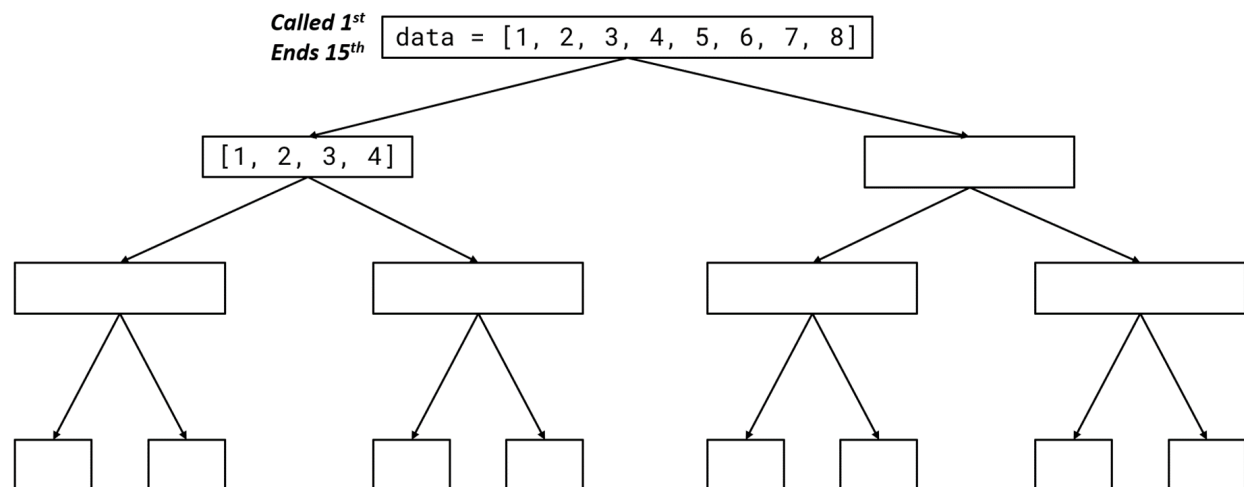 Called 1st
Ends 15th
data = [1, 2, 3, 4, 5, 6, 7, 8]
[1, 2, 3, 4]